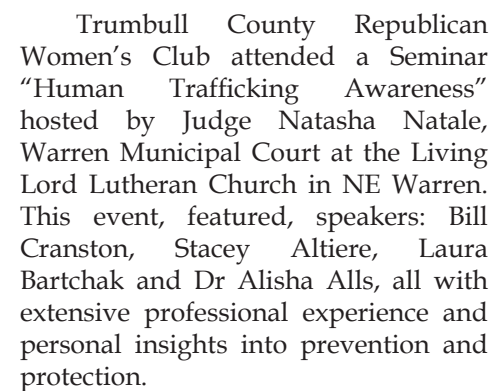 Trumbull County Republican
Women’s Club attended a Seminar
“Human Trafficking Awareness”
hosted by Judge Natasha Natale,
Warren Municipal Court at the Living
Lord Lutheran Church in NE Warren.
This event, featured, speakers: Bill
Cranston, Stacey Altiere, Laura
Bartchak and Dr Alisha Alls, all with
extensive professional experience and
personal insights into prevention and
protection.